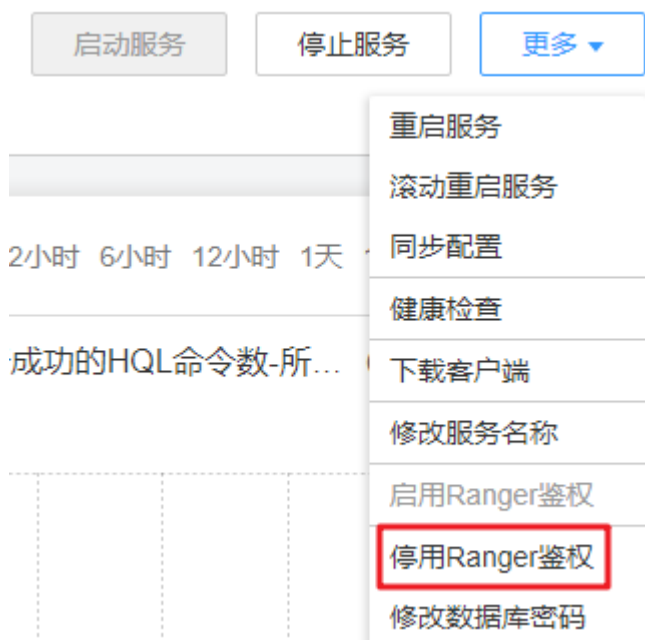 启动服务 停止服务 更多
重启服务
滚动重启服务
2小时 6小时 12小时 1天
同步配置
健康检查
成功的HQL命令数-所...
下载客户端
修改服务名称
启用Ranger鉴权
停用Ranger鉴权
修改数据库密码